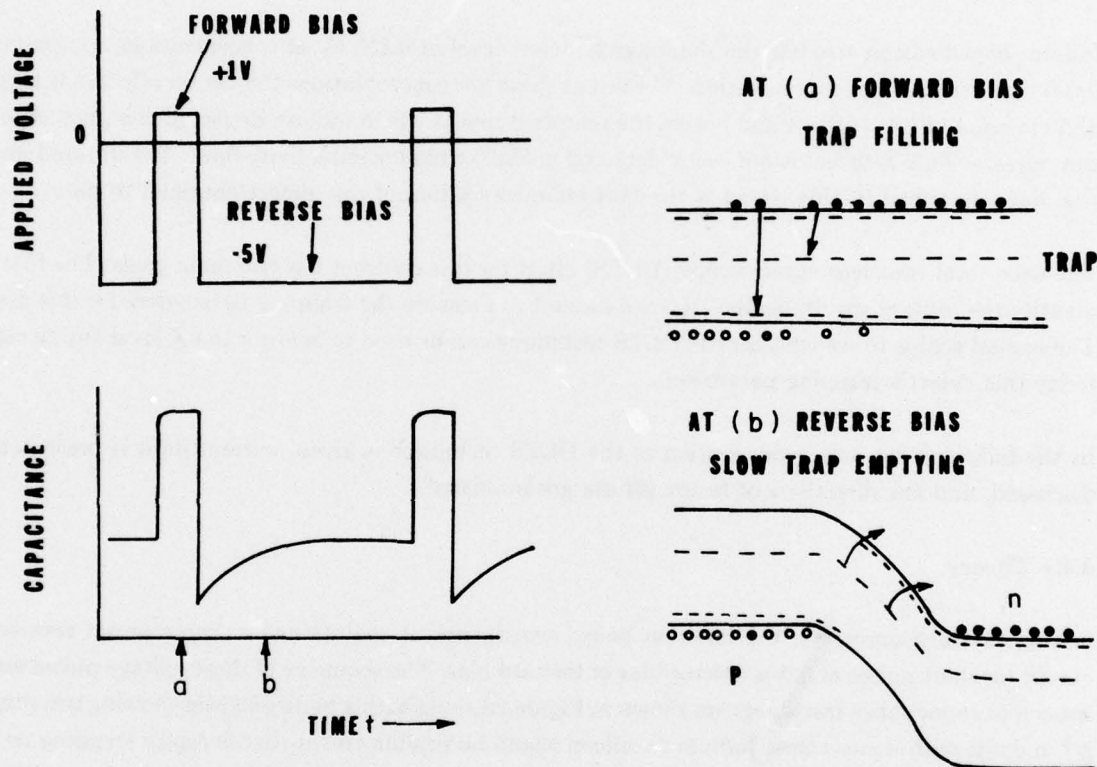 FORWARD BIAS
+1V
0
REVERSE BIAS
-5V
APPLIED VOLTAGE
AT (a) FORWARD BIAS
TRAP FILLING
TRAP
CAPACITANCE
a
b
TIME t
AT (b) REVERSE BIAS
SLOW TRAP EMPTYING
n
P